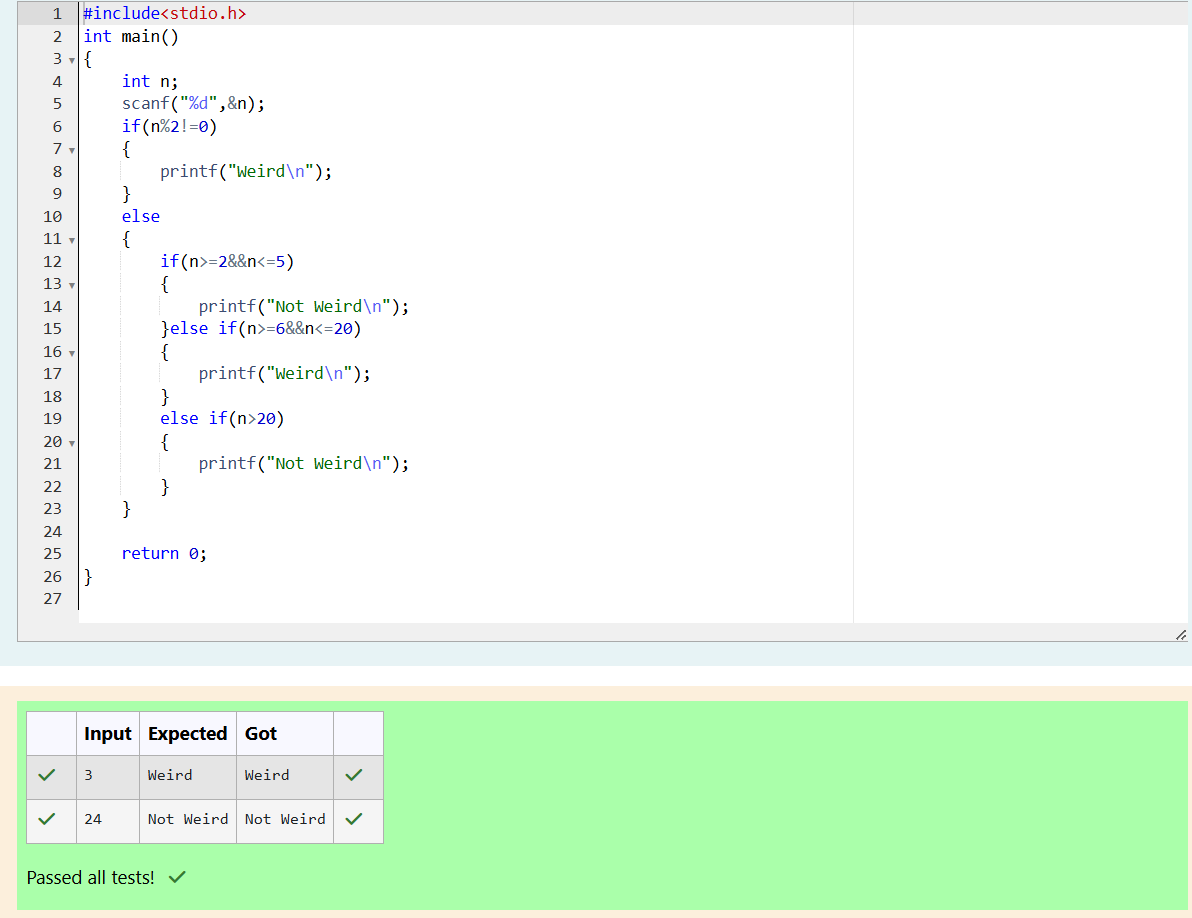 1 #include<stdio.h>
2 int main()
3 {
4     int n;
5     scanf("%d",&n);
6     if(n%2!=0)
7     {
8         printf("Weird\n");
9     }
10     else
11     {
12         if(n>=2&&n<=5)
13         {
14             printf("Not Weird\n");
15         }else if(n>=6&&n<=20)
16         {
17             printf("Weird\n");
18         }
19         else if(n>20)
20         {
21             printf("Not Weird\n");
22         }
23     }
24
25     return 0;
26 }
27
Input Expected Got
3 Weird Weird
24 Not Weird Not Weird
Passed all tests!